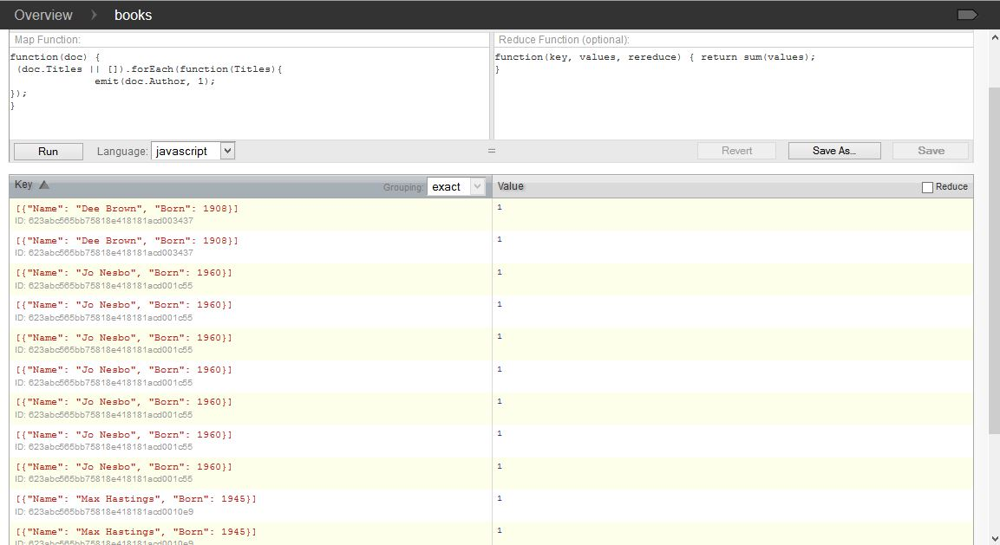 Overview books
Map Function:
Reduce Function (optional):
function(doc) {
(doc.Titles || []).forEach(function(Titles){
emit(doc.Author, 1);
});
}
function(key, values, rereduce) { return sum(values);
}
Run Language: javascript = Revert Save As... Save
Key Grouping: exact Value Reduce
[{"Name": "Dee Brown", "Born": 1908}] 1
ID: 623abc565bb75818e418181acd003437
[{"Name": "Dee Brown", "Born": 1908}] 1
ID: 623abc565bb75818e418181acd003437
[{"Name": "Jo Nesbo", "Born": 1960}] 1
ID: 623abc565bb75818e418181acd001c55
[{"Name": "Jo Nesbo", "Born": 1960}] 1
ID: 623abc565bb75818e418181acd001c55
[{"Name": "Jo Nesbo", "Born": 1960}] 1
ID: 623abc565bb75818e418181acd001c55
[{"Name": "Jo Nesbo", "Born": 1960}] 1
ID: 623abc565bb75818e418181acd001c55
[{"Name": "Jo Nesbo", "Born": 1960}] 1
ID: 623abc565bb75818e418181acd001c55
[{"Name": "Jo Nesbo", "Born": 1960}] 1
ID: 623abc565bb75818e418181acd001c55
[{"Name": "Jo Nesbo", "Born": 1960}] 1
ID: 623abc565bb75818e418181acd001c55
[{"Name": "Max Hastings", "Born": 1945}] 1
ID: 623abc565bb75818e418181acd0010e9
[{"Name": "Max Hastings", "Born": 1945}] 1
ID: 623abc565bb75818e418181acd0010e9